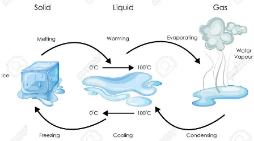 Solid Liquid Gas
Melting Warming Evaporating
Water
Vapour
Ice
0°C 100°C
0°C 100°C
Freezing Cooling Condensing